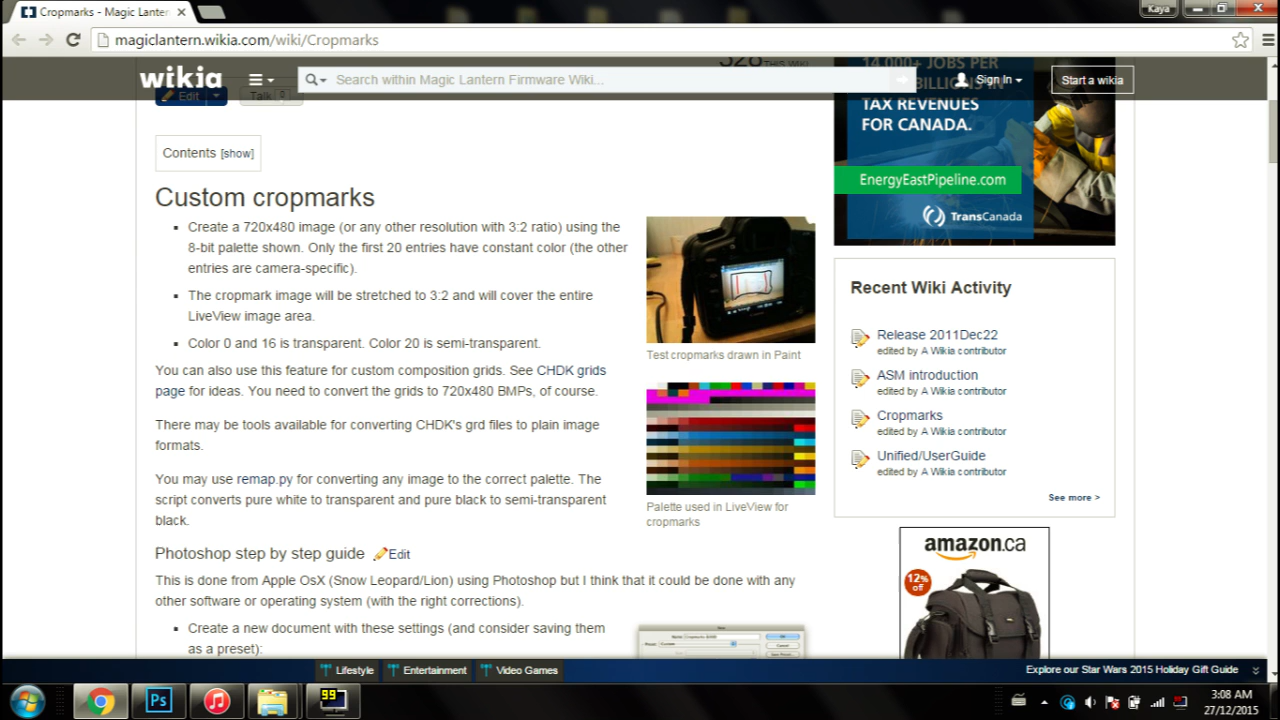 Cropmarks - Magic Lanter
Kaya
magiclantern.wikia.com/wiki/Cropmarks
wikia
Search within Magic Lantern Firmware Wiki...
Sign In
Start a wikia
Edit
Talk 0
THIS WIKI
14,000+ JOBS PER
TAX REVENUES
FOR CANADA.
EnergyEastPipeline.com
TransCanada
Contents [show]
Custom cropmarks
Create a 720x480 image (or any other resolution with 3:2 ratio) using the
8-bit palette shown. Only the first 20 entries have constant color (the other
entries are camera-specific).
The cropmark image will be stretched to 3:2 and will cover the entire
LiveView image area.
Color 0 and 16 is transparent. Color 20 is semi-transparent.
You can also use this feature for custom composition grids. See CHDK grids
page for ideas. You need to convert the grids to 720x480 BMPs, of course.
There may be tools available for converting CHDK's grd files to plain image
formats.
You may use remap.py for converting any image to the correct palette. The
script converts pure white to transparent and pure black to semi-transparent
black.
Test cropmarks drawn in Paint
Palette used in LiveView for
cropmarks
Photoshop step by step guide Edit
This is done from Apple OsX (Snow Leopard/Lion) using Photoshop but I think that it could be done with any
other software or operating system (with the right corrections).
Create a new document with these settings (and consider saving them
as a preset):
Recent Wiki Activity
Release 2011Dec22
edited by A Wikia contributor
ASM introduction
edited by A Wikia contributor
Cropmarks
edited by A Wikia contributor
Unified/UserGuide
edited by A Wikia contributor
See more >
amazon.ca
12%
off
Lifestyle
Entertainment
Video Games
Explore our Star Wars 2015 Holiday Gift Guide
Ps
99
3:08 AM
27/12/2015